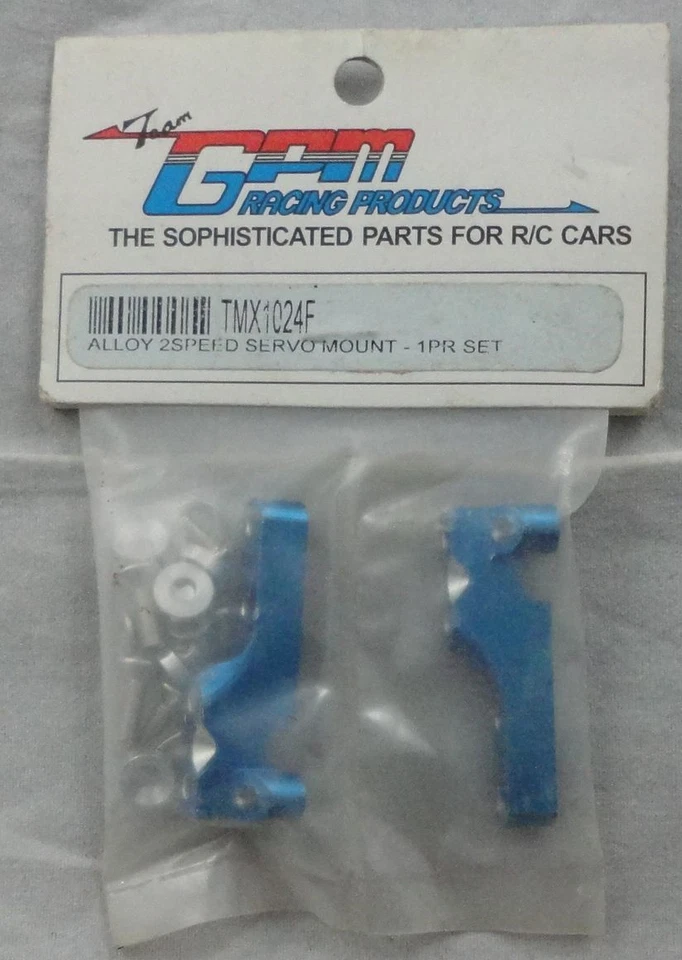 Team
GPM
RACING PRODUCTS
THE SOPHISTICATED PARTS FOR R/C CARS
TMX1024F
ALLOY 2SPEED SERVO MOUNT - 1PR SET